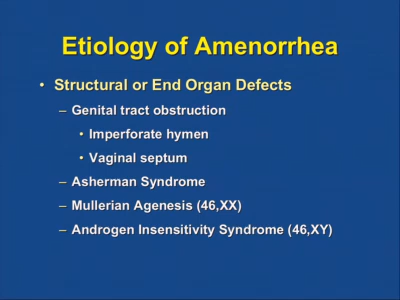 Etiology of Amenorrhea
• Structural or End Organ Defects
– Genital tract obstruction
• Imperforate hymen
• Vaginal septum
– Asherman Syndrome
– Mullerian Agenesis (46,XX)
– Androgen Insensitivity Syndrome (46,XY)